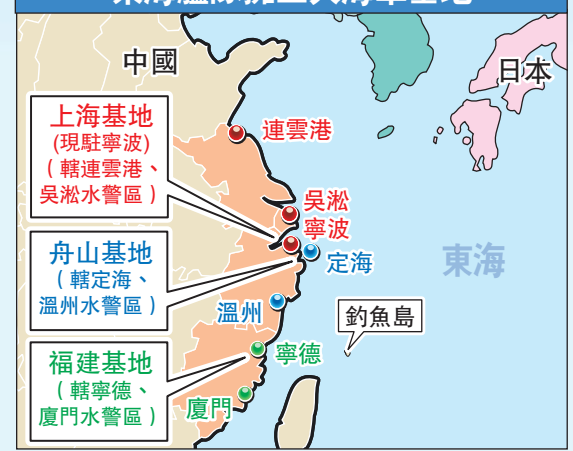 中國
日本
上海基地
(現駐寧波)
（轄連雲港、
吳淞水警區）
連雲港
吳淞
寧波
舟山基地
（轄定海、
溫州水警區）
定海
東海
溫州
釣魚島
福建基地
（轄寧德、
廈門水警區）
寧德
廈門